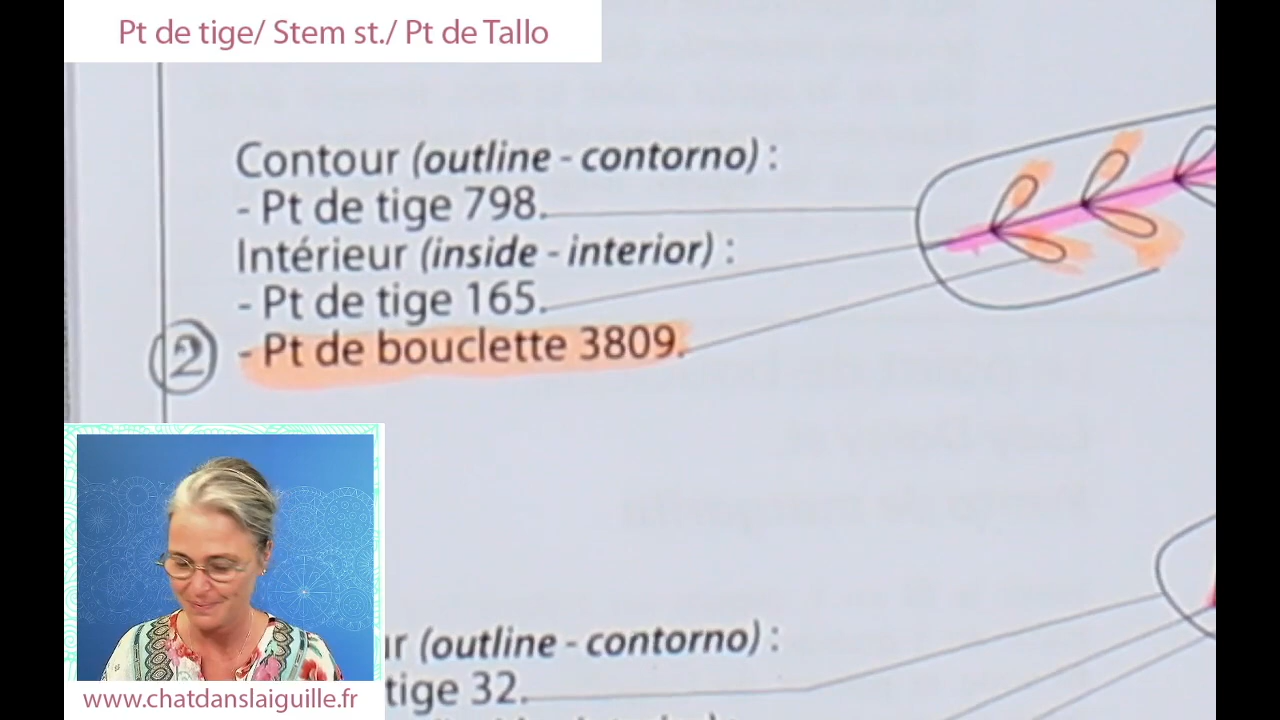 Pt de tige/ Stem st./ Pt de Tallo
Contour (outline - contorno) :
- Pt de tige 798.
Intérieur (inside - interior) :
- Pt de tige 165.
2 - Pt de bouclette 3809.
r (outline - contorno) :
tige 32.
www.chatdanslaiguille.fr